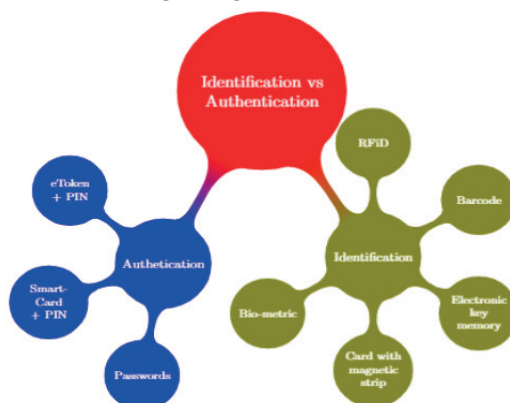 Identification vs
Authentication
RFiD
eToken
+ PIN
Barcode
Authetication
Identification
Smart-
Card
+ PIN
Bio-metric
Electronic
key
memory
Passwords
Card with
magnetic
strip